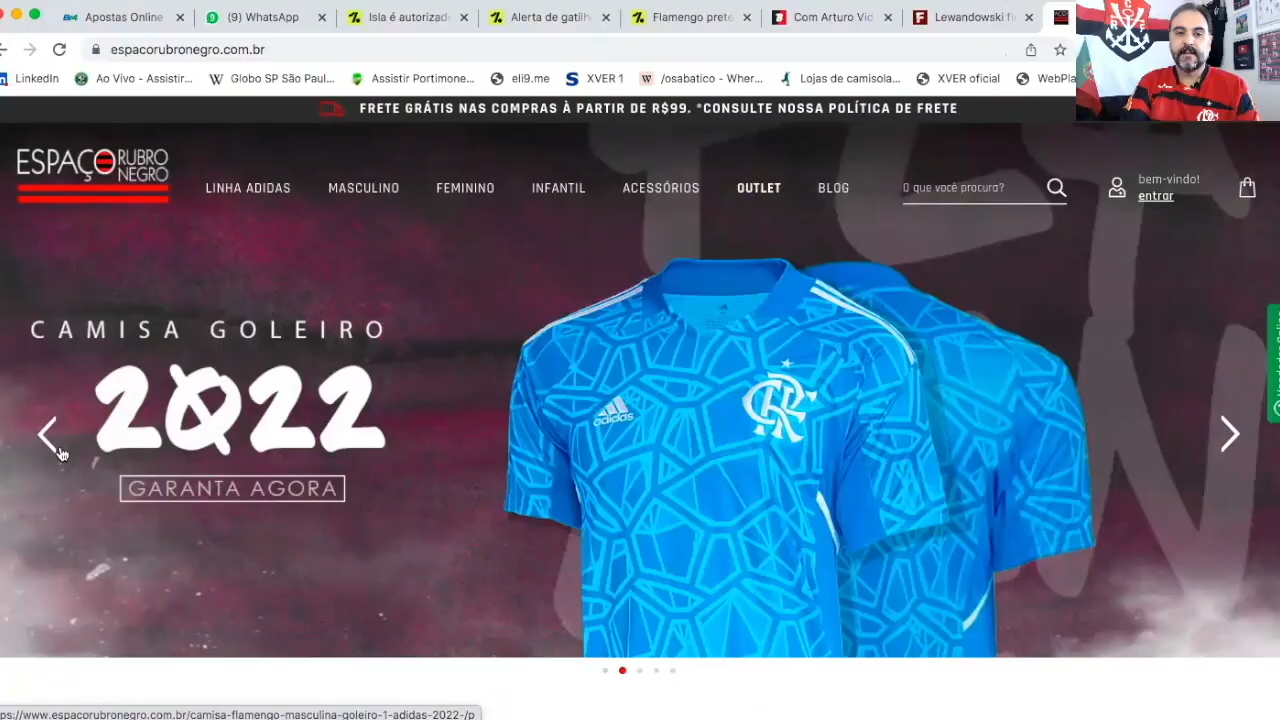 Apostas Online
(9) WhatsApp
Isla é autorizad
Alerta de gatilh
Flamengo prete
Com Arturo Vid
Lewandowski fi
espacorubronegro.com.br
LinkedIn
Ao Vivo - Assistir...
Globo SP São Paul...
Assistir Portimone...
eli9.me
XVER 1
/osabatico – Wher...
Lojas de camisola...
XVER oficial
WebPla
FRETE GRÁTIS NAS COMPRAS À PARTIR DE R$99. *CONSULTE NOSSA POLÍTICA DE FRETE
ESPAÇO RUBRO
NEGRO
LINHA ADIDAS
MASCULINO
FEMININO
INFANTIL
ACESSÓRIOS
OUTLET
BLOG
O que você procura?
bem-vindo!
entrar
CAMISA GOLEIRO
2022
GARANTA AGORA
adidas
ps://www.espacorubronegro.com.br/camisa-flamengo-masculina-goleiro-1-adidas-2022-/p